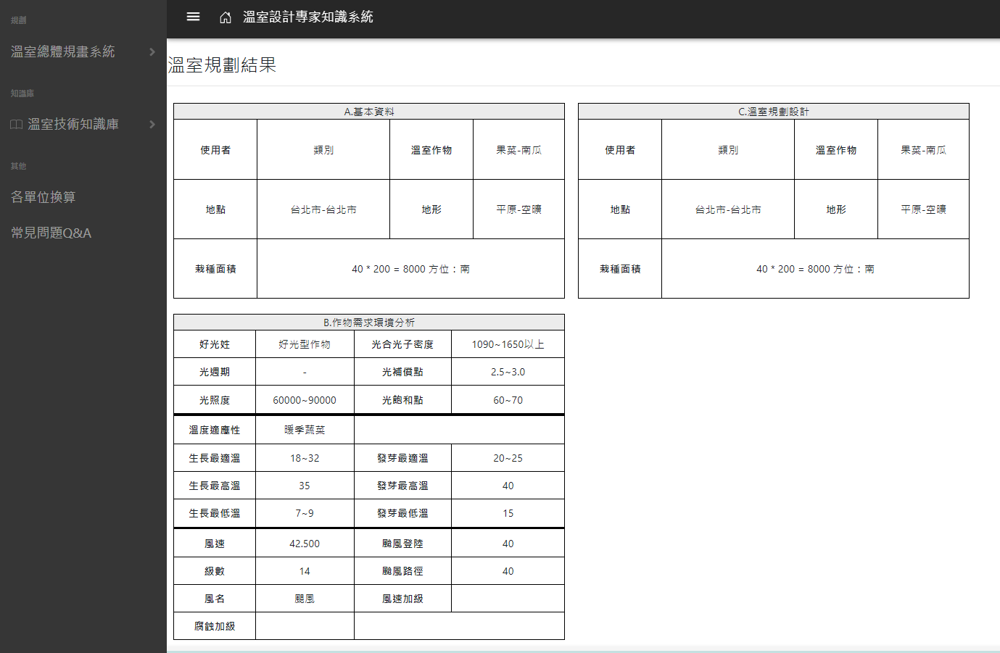 規劃
溫室總體規畫系統
知識庫
溫室技術知識庫
其他
各單位換算
常見問題Q&A
溫室設計專家知識系統
溫室規劃結果
A.基本資料
使用者 類別 溫室作物 果菜-南瓜
地點 台北市-台北市 地形 平原-空曠
栽種面積 40 * 200 = 8000 方位：南
C.溫室規劃設計
使用者 類別 溫室作物 果菜-南瓜
地點 台北市-台北市 地形 平原-空曠
栽種面積 40 * 200 = 8000 方位：南
B.作物需求環境分析
好光姓 好光型作物 光合光子密度 1090~1650以上
光週期 - 光補償點 2.5~3.0
光照度 60000~90000 光飽和點 60~70
溫度適應性 暖季蔬菜
生長最適溫 18~32 發芽最適溫 20~25
生長最高溫 35 發芽最高溫 40
生長最低溫 7~9 發芽最低溫 15
風速 42.500 颱風登陸 40
級數 14 颱風路徑 40
風名 颶風 風速加級
腐蝕加級